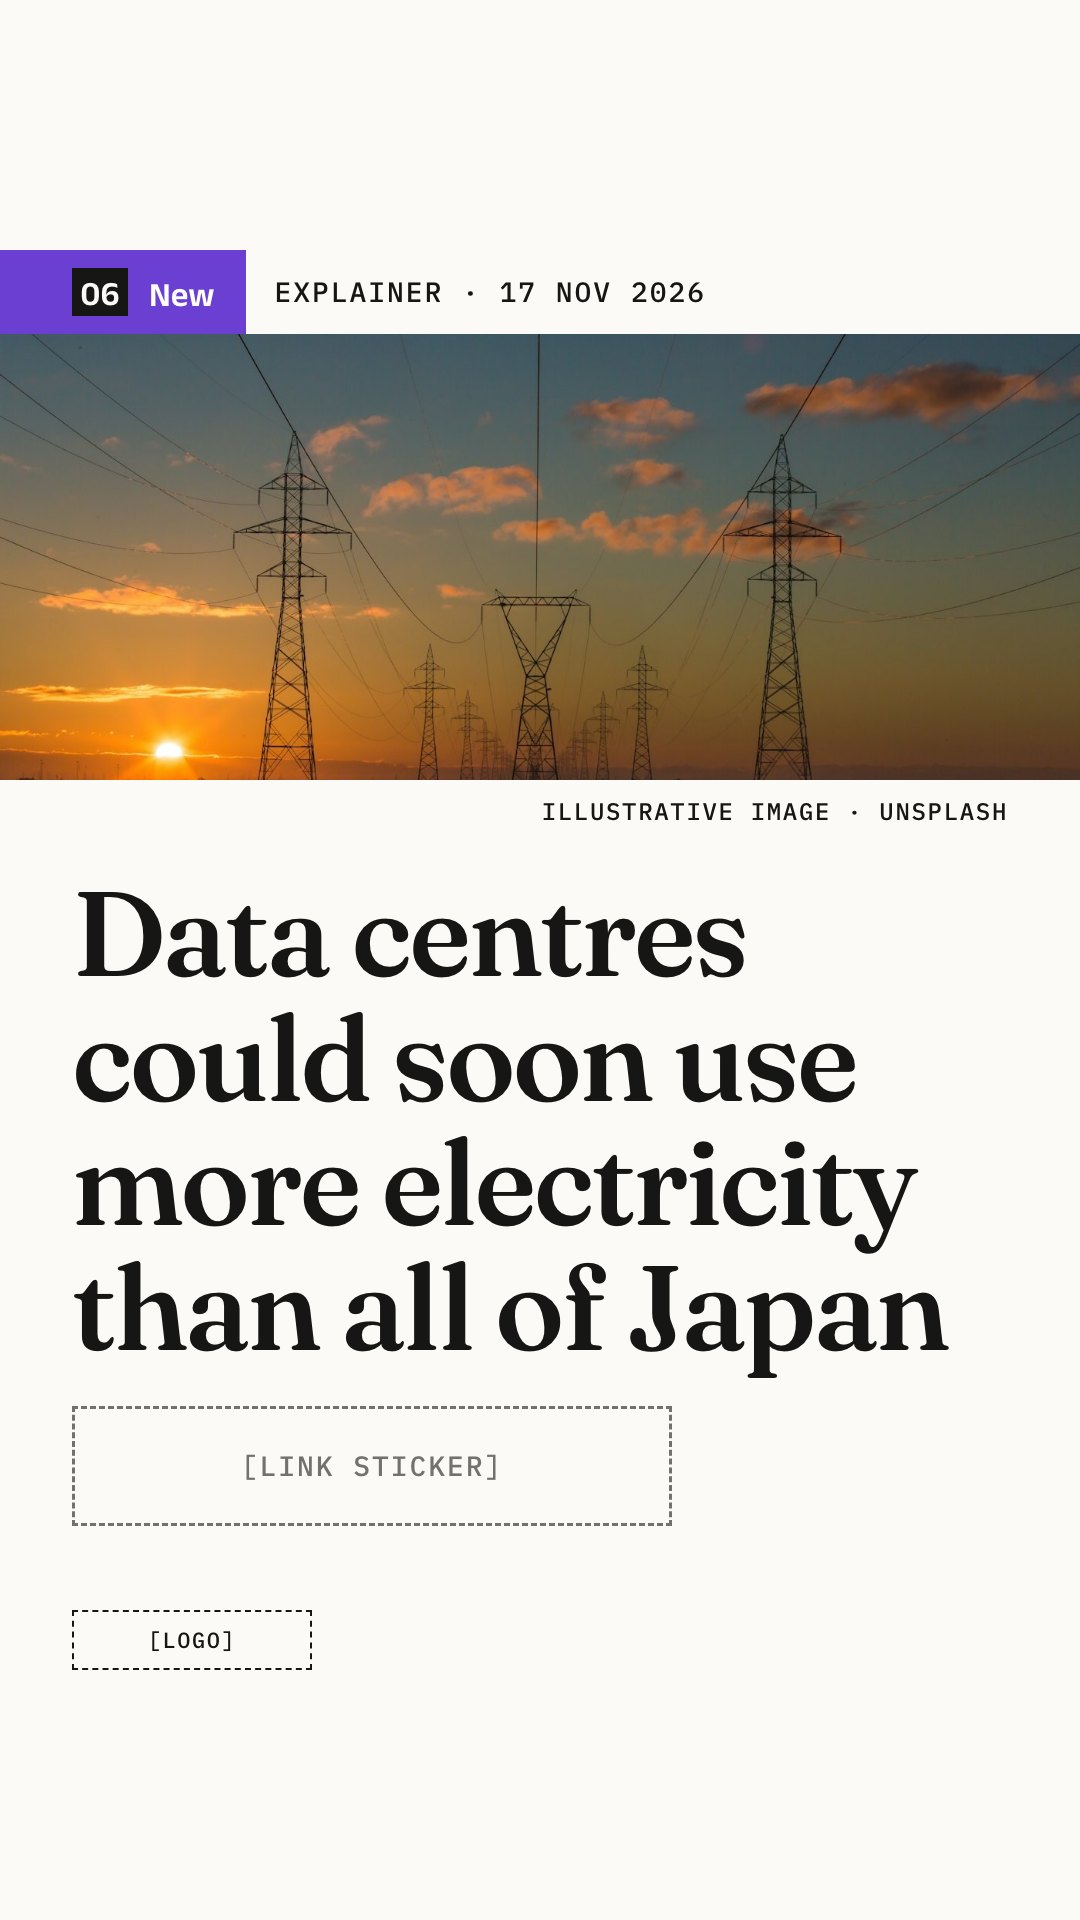 06 New EXPLAINER · 17 NOV 2026
ILLUSTRATIVE IMAGE · UNSPLASH
Data centres
could soon use
more electricity
than all of Japan
[LINK STICKER]
[LOGO]